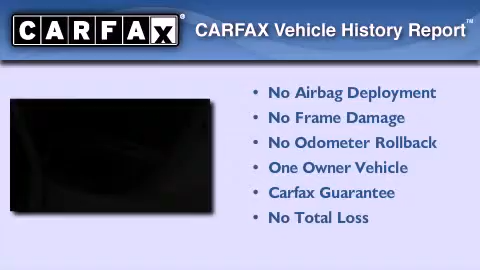 CARFAX® CARFAX Vehicle History Report™
• No Airbag Deployment
• No Frame Damage
• No Odometer Rollback
• One Owner Vehicle
• Carfax Guarantee
• No Total Loss